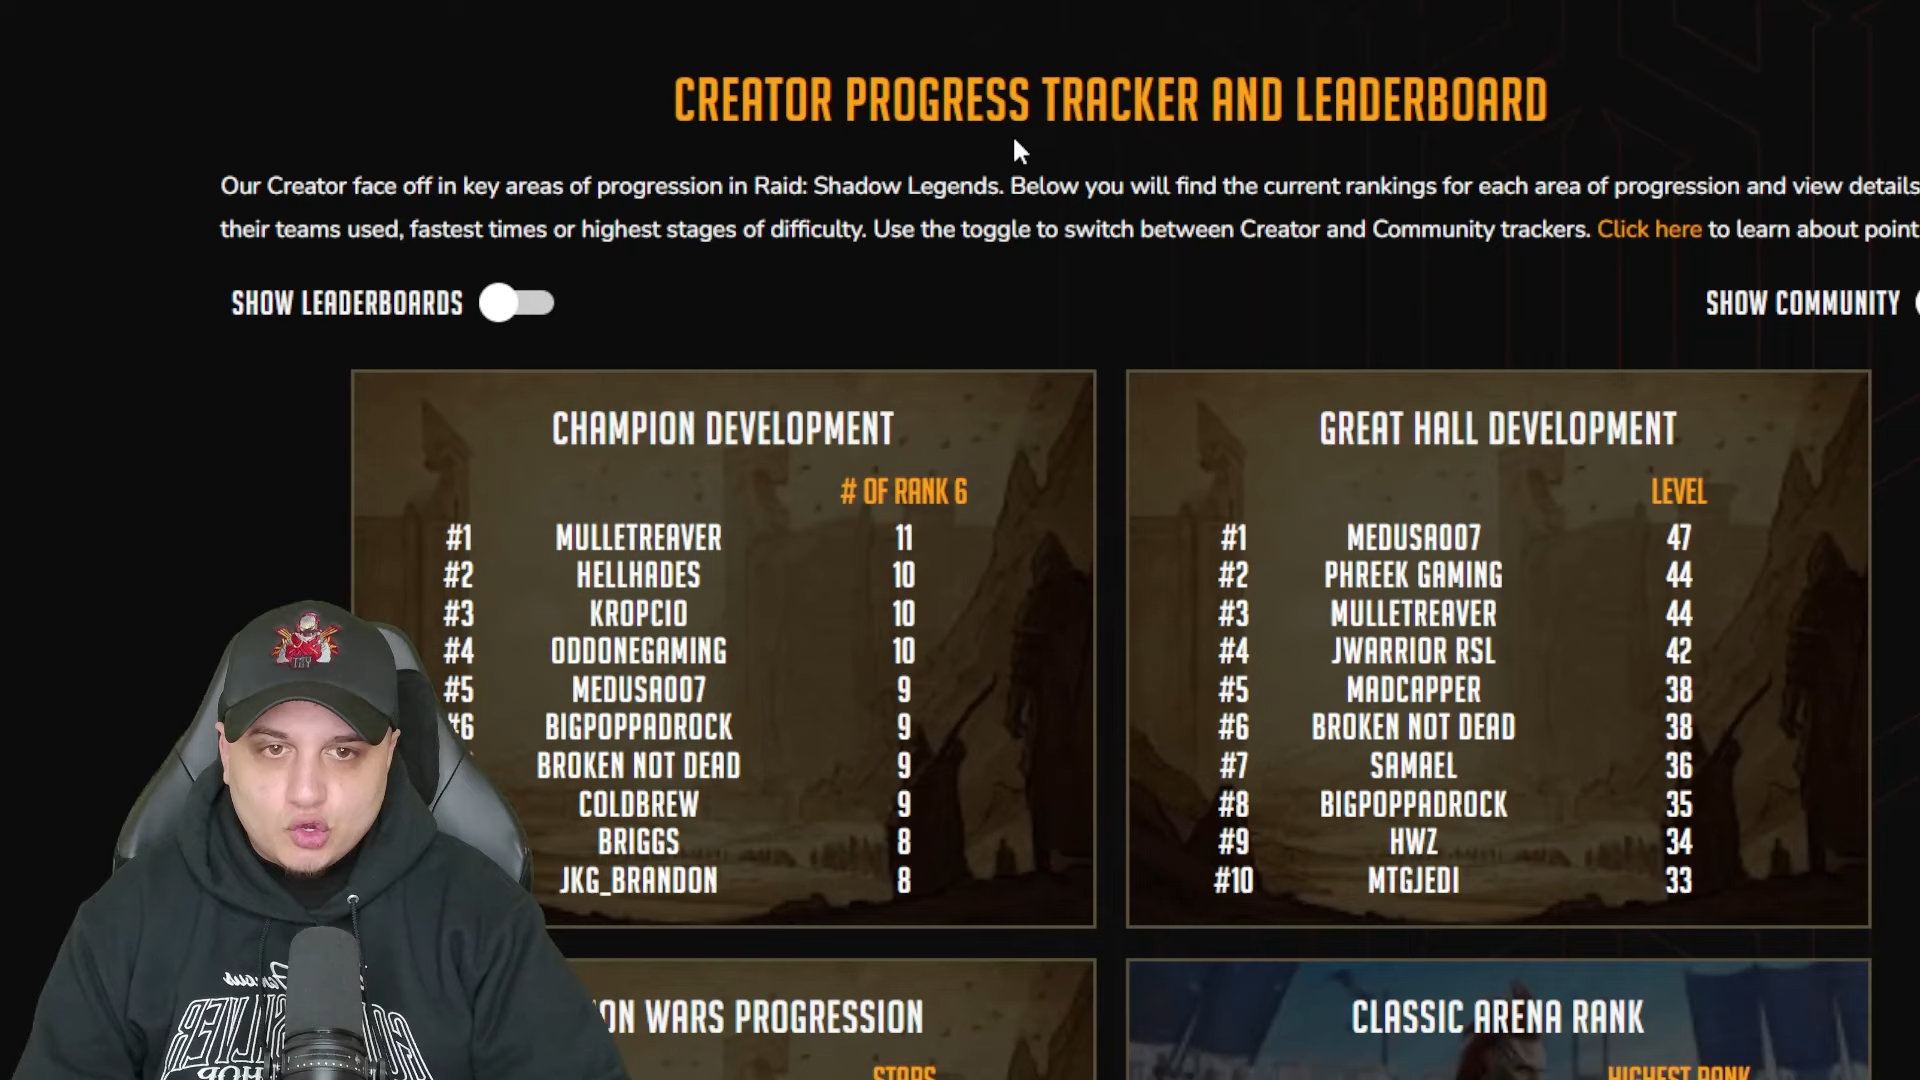 CREATOR PROGRESS TRACKER AND LEADERBOARD
Our Creator face off in key areas of progression in Raid: Shadow Legends. Below you will find the current rankings for each area of progression and view details
their teams used, fastest times or highest stages of difficulty. Use the toggle to switch between Creator and Community trackers. Click here to learn about point
SHOW LEADERBOARDS
SHOW COMMUNITY
CHAMPION DEVELOPMENT
# OF RANK 6
#1 MULLETREAVER 11
#2 HELLHADES 10
#3 KROPCIO 10
#4 ODDONEGAMING 10
#5 MEDUSA007 9
#6 BIGPOPPADROCK 9
BROKEN NOT DEAD 9
COLDBREW 9
BRIGGS 8
JKG_BRANDON 8
GREAT HALL DEVELOPMENT
LEVEL
#1 MEDUSA007 47
#2 PHREEK GAMING 44
#3 MULLETREAVER 44
#4 JWARRIOR RSL 42
#5 MADCAPPER 38
#6 BROKEN NOT DEAD 38
#7 SAMAEL 36
#8 BIGPOPPADROCK 35
#9 HWZ 34
#10 MTGJEDI 33
WARS PROGRESSION
STARS
CLASSIC ARENA RANK
HIGHEST RANK